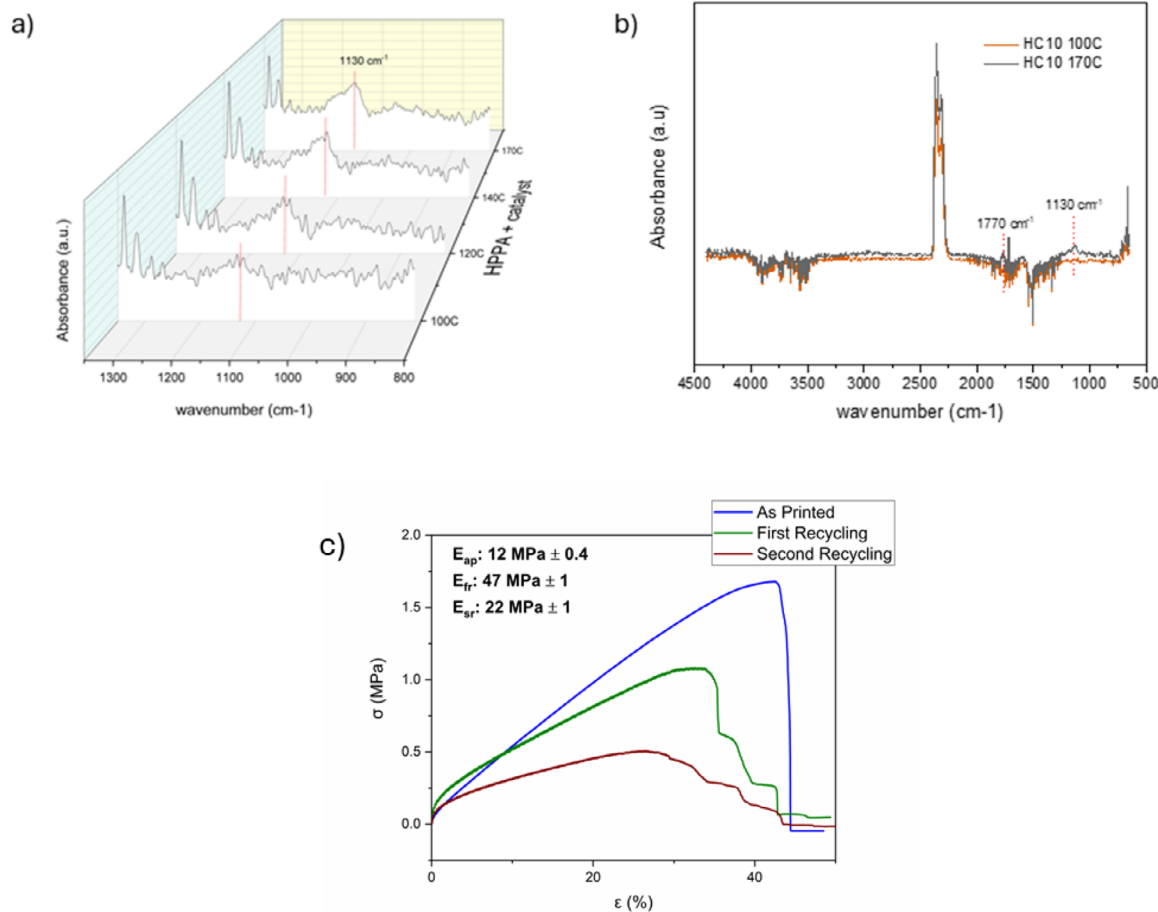 a)
1130 cm⁻¹
Absorbance (a.u.)
170C
140C
120C
100C
HPPA + catalyst
1300 1200 1100 1000 900 800
wavenumber (cm-1)
b)
HC10 100C
HC10 170C
1770 cm⁻¹
1130 cm⁻¹
Absorbance (a.u)
4500 4000 3500 3000 2500 2000 1500 1000 500
wavenumber (cm-1)
c)
As Printed
First Recycling
Second Recycling
E_ap: 12 MPa ± 0.4
E_fr: 47 MPa ± 1
E_sr: 22 MPa ± 1
2.0
1.5
1.0
0.5
0.0
σ (MPa)
0 20 40
ε (%)